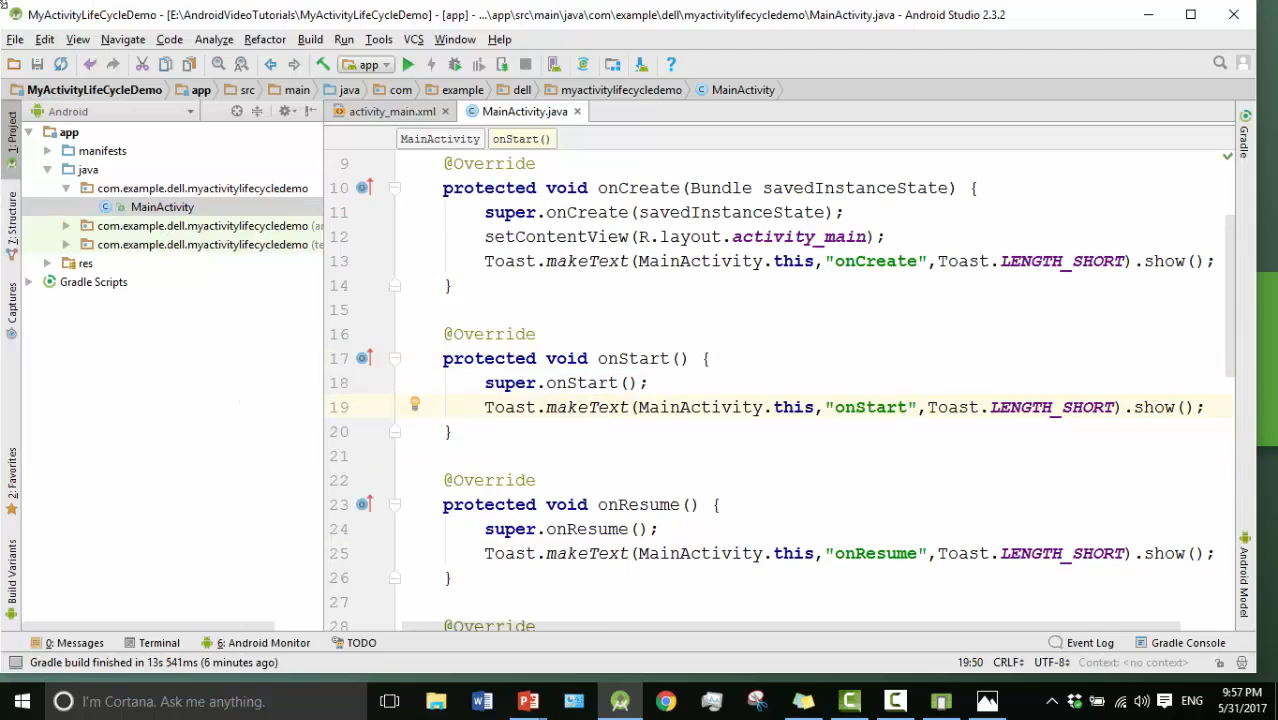 MyActivityLifeCycleDemo - [E:\AndroidVideoTutorials\MyActivityLifeCycleDemo] - [app] - ...\app\src\main\java\com\example\dell\myactivitylifecycledemo\MainActivity.java - Android Studio 2.3.2
File Edit View Navigate Code Analyze Refactor Build Run Tools VCS Window Help
app
MyActivityLifeCycleDemo app src main java com example dell myactivitylifecycledemo MainActivity
Android
activity_main.xml MainActivity.java
MainActivity onStart()
1: Project
7: Structure
Captures
2: Favorites
Build Variants
app
manifests
java
com.example.dell.myactivitylifecycledemo
MainActivity
com.example.dell.myactivitylifecycledemo (
com.example.dell.myactivitylifecycledemo (te
res
Gradle Scripts
9 @Override
10 protected void onCreate(Bundle savedInstanceState) {
11 super.onCreate(savedInstanceState);
12 setContentView(R.layout.activity_main);
13 Toast.makeText(MainActivity.this,"onCreate",Toast.LENGTH_SHORT).show();
14 }
15
16 @Override
17 protected void onStart() {
18 super.onStart();
19 Toast.makeText(MainActivity.this,"onStart",Toast.LENGTH_SHORT).show();
20 }
21
22 @Override
23 protected void onResume() {
24 super.onResume();
25 Toast.makeText(MainActivity.this,"onResume",Toast.LENGTH_SHORT).show();
26 }
27
28 @Override
Gradle
Android Model
0: Messages Terminal 6: Android Monitor TODO Event Log Gradle Console
Gradle build finished in 13s 541ms (6 minutes ago) 19:50 CRLF UTF-8 Context: <no context>
I'm Cortana. Ask me anything.
ENG
9:57 PM
5/31/2017